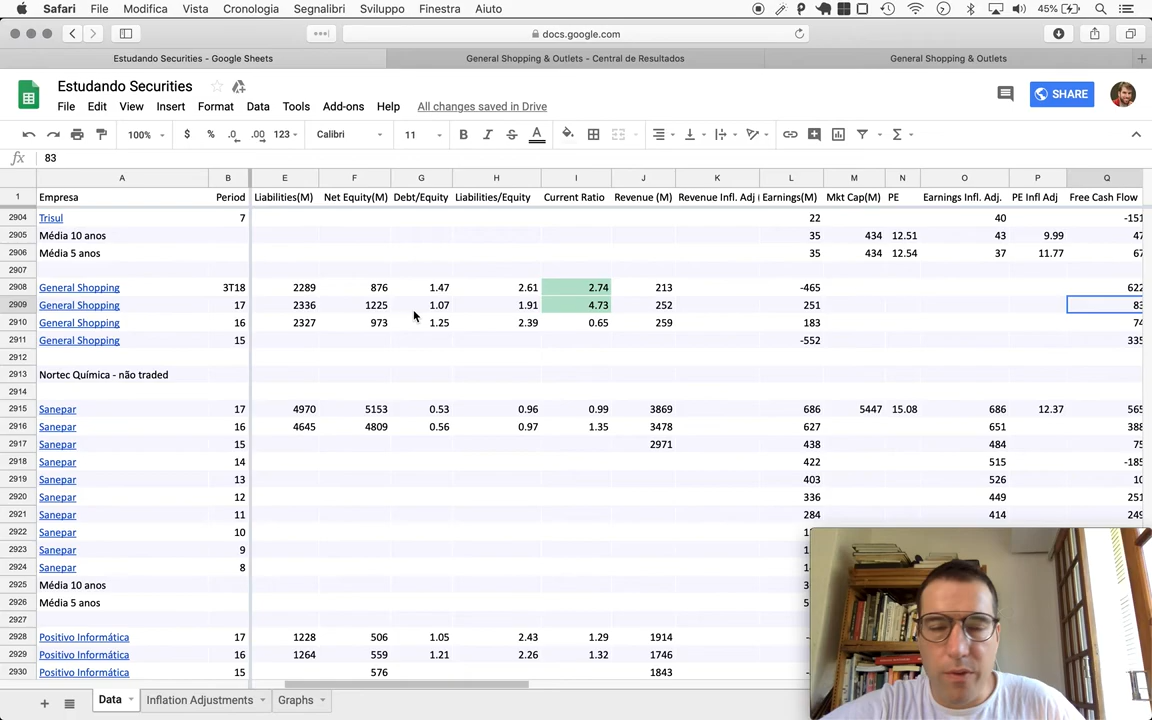 Safari File Modifica Vista Cronologia Segnalibri Sviluppo Finestra Aiuto 45%
docs.google.com
Estudando Securities - Google Sheets General Shopping & Outlets - Central de Resultados General Shopping & Outlets
Estudando Securities
File Edit View Insert Format Data Tools Add-ons Help All changes saved in Drive SHARE
100% $ % .0 .00 123 Calibri 11 B I S A
fx 83
A B E F G H I J K L M N O P Q
1 Empresa Period Liabilities(M) Net Equity(M) Debt/Equity Liabilities/Equity Current Ratio Revenue (M) Revenue Infl. Adj ( Earnings(M) Mkt Cap(M) PE Earnings Infl. Adj. PE Infl Adj Free Cash Flow
2904 Trisul 7 22 40 -151
2905 Média 10 anos 35 434 12.51 43 9.99 47
2906 Média 5 anos 35 434 12.54 37 11.77 67
2907
2908 General Shopping 3T18 2289 876 1.47 2.61 2.74 213 -465 622
2909 General Shopping 17 2336 1225 1.07 1.91 4.73 252 251 83
2910 General Shopping 16 2327 973 1.25 2.39 0.65 259 183 74
2911 General Shopping 15 -552 335
2912
2913 Nortec Química - não traded
2914
2915 Sanepar 17 4970 5153 0.53 0.96 0.99 3869 686 5447 15.08 686 12.37 565
2916 Sanepar 16 4645 4809 0.56 0.97 1.35 3478 627 651 388
2917 Sanepar 15 2971 438 484 75
2918 Sanepar 14 422 515 -185
2919 Sanepar 13 403 526 10
2920 Sanepar 12 336 449 251
2921 Sanepar 11 284 414 249
2922 Sanepar 10
2923 Sanepar 9
2924 Sanepar 8
2925 Média 10 anos
2926 Média 5 anos
2927
2928 Positivo Informática 17 1228 506 1.05 2.43 1.29 1914
2929 Positivo Informática 16 1264 559 1.21 2.26 1.32 1746
2930 Positivo Informática 15 576 1843
Data Inflation Adjustments Graphs